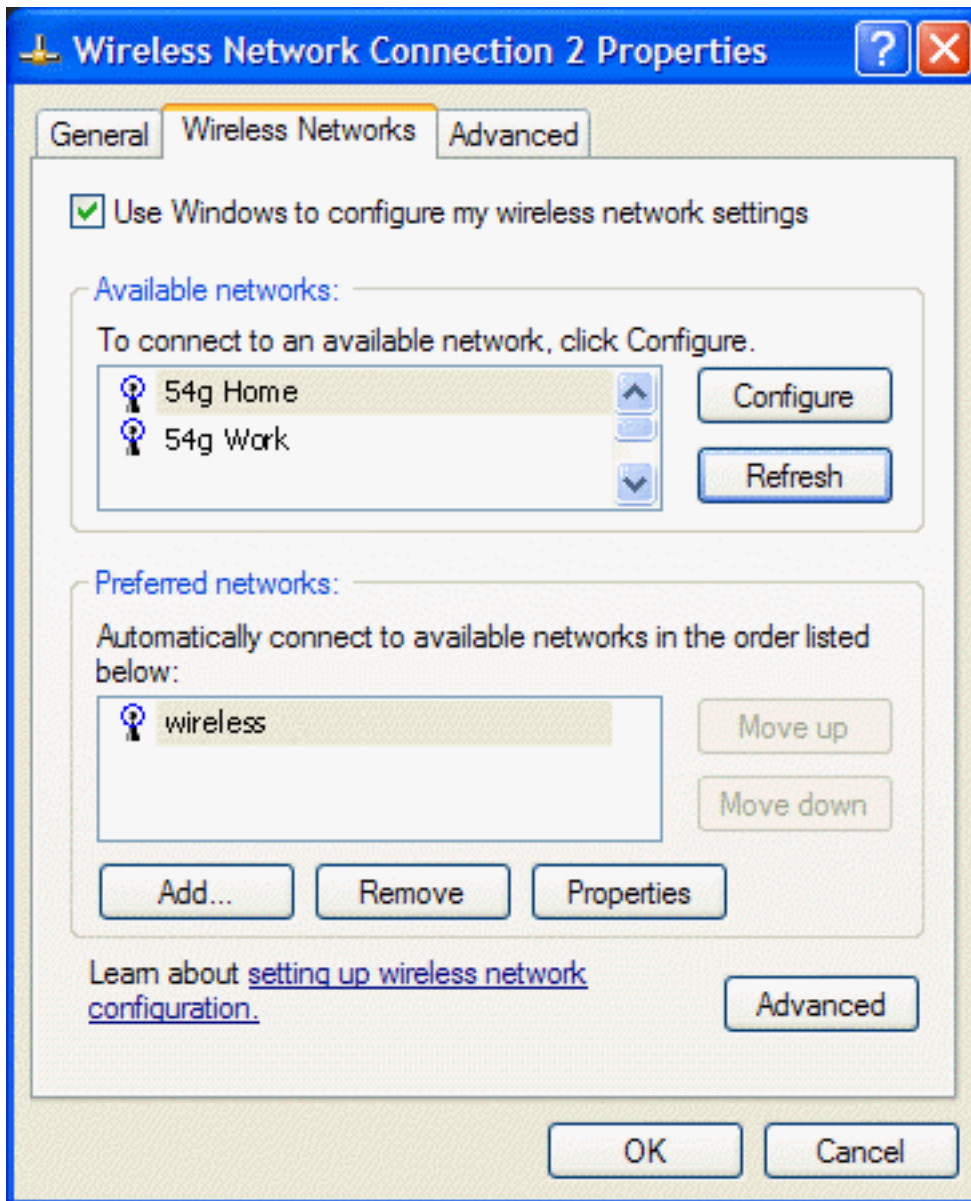 Wireless Network Connection 2 Properties
General
Wireless Networks
Advanced
Use Windows to configure my wireless network settings
Available networks:
To connect to an available network, click Configure.
54g Home
54g Work
Configure
Refresh
Preferred networks:
Automatically connect to available networks in the order listed
below:
wireless
Move up
Move down
Add...
Remove
Properties
Learn about setting up wireless network
configuration.
Advanced
OK
Cancel